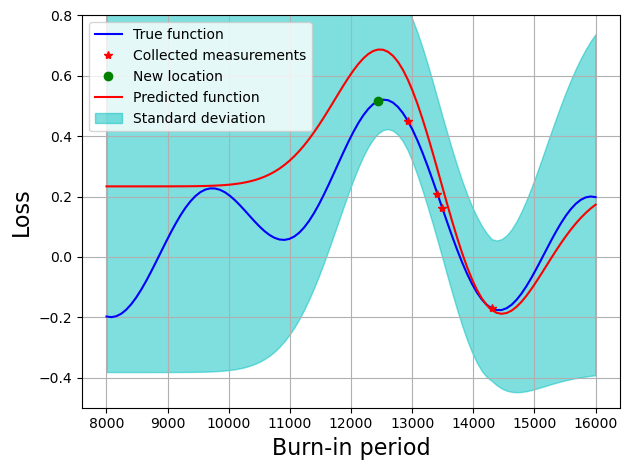 0.8
0.6
0.4
0.2
0.0
−0.2
−0.4
Loss
True function
Collected measurements
New location
Predicted function
Standard deviation
8000 9000 10000 11000 12000 13000 14000 15000 16000
Burn-in period